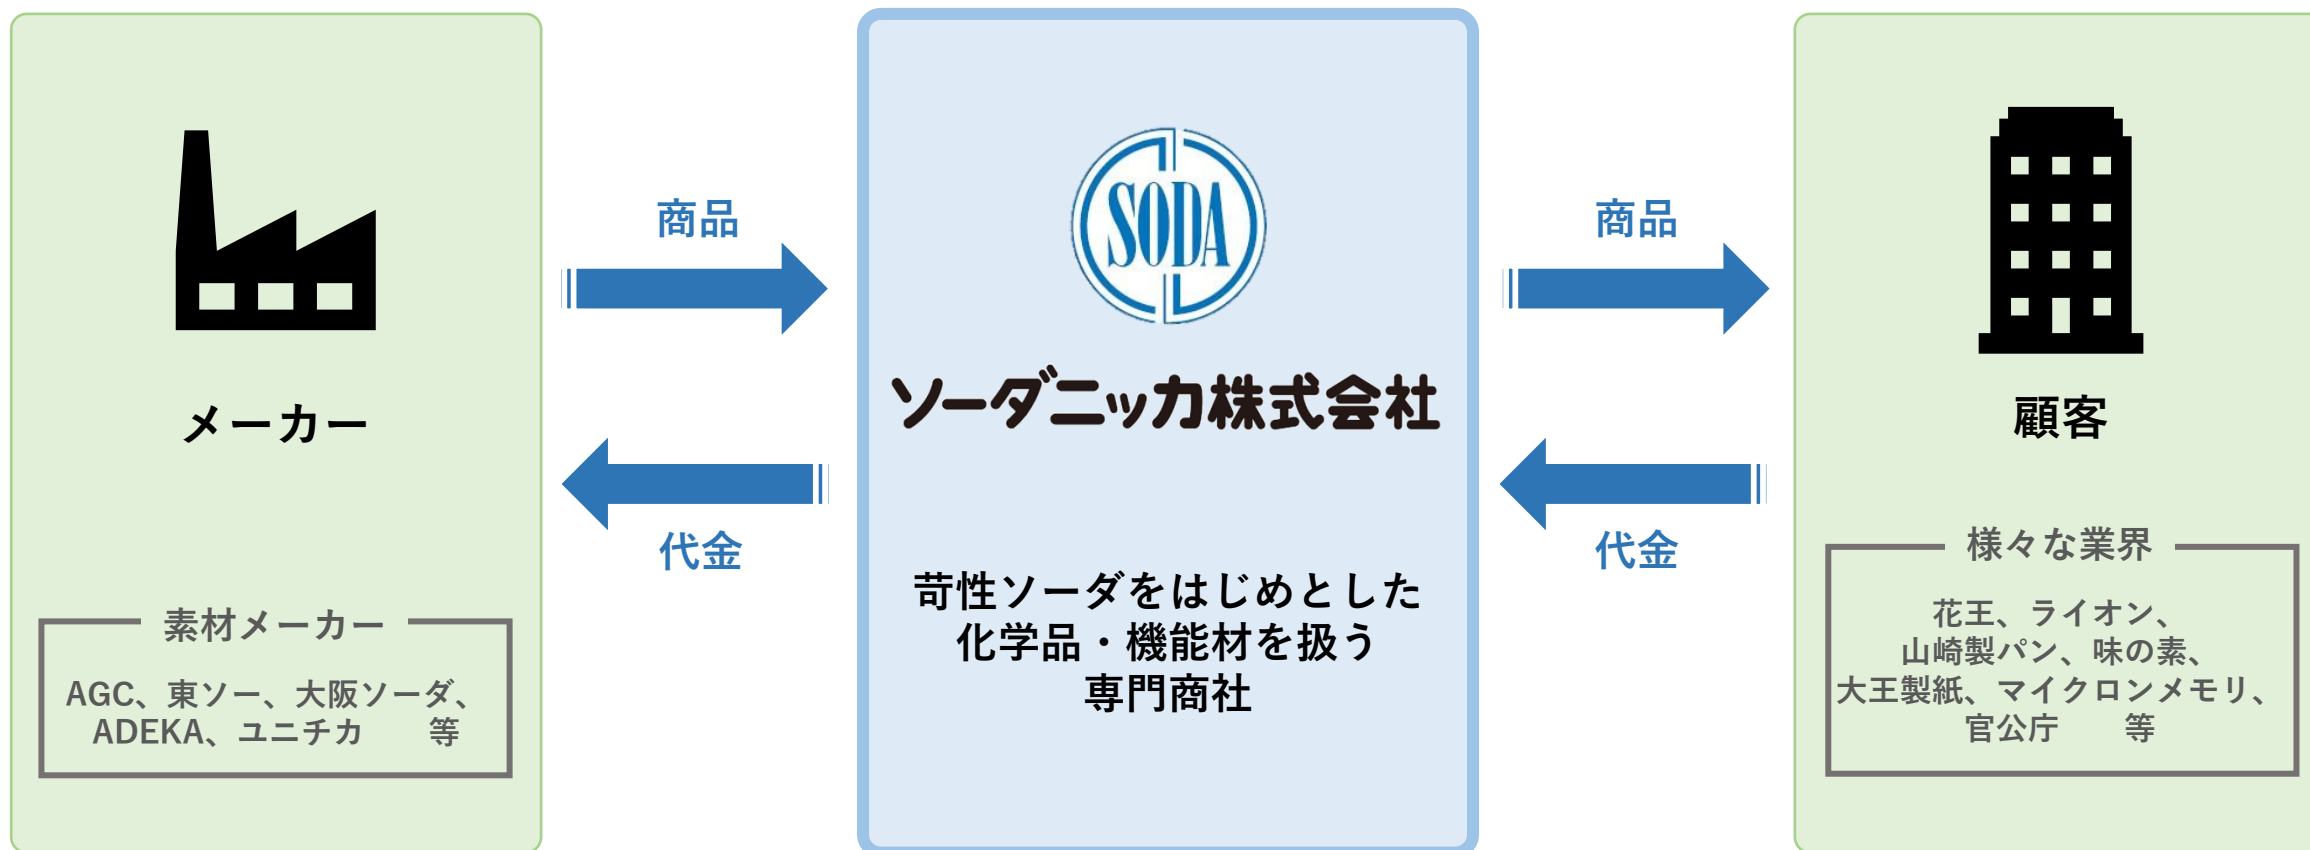 メーカー
素材メーカー
AGC、東ソー、大阪ソーダ、
ADEKA、ユニチカ　　等
商品
代金
SODA
ソーダニッカ株式会社
苛性ソーダをはじめとした
化学品・機能材を扱う
専門商社
商品
代金
顧客
様々な業界
花王、ライオン、
山崎製パン、味の素、
大王製紙、マイクロンメモリ、
官公庁　　等